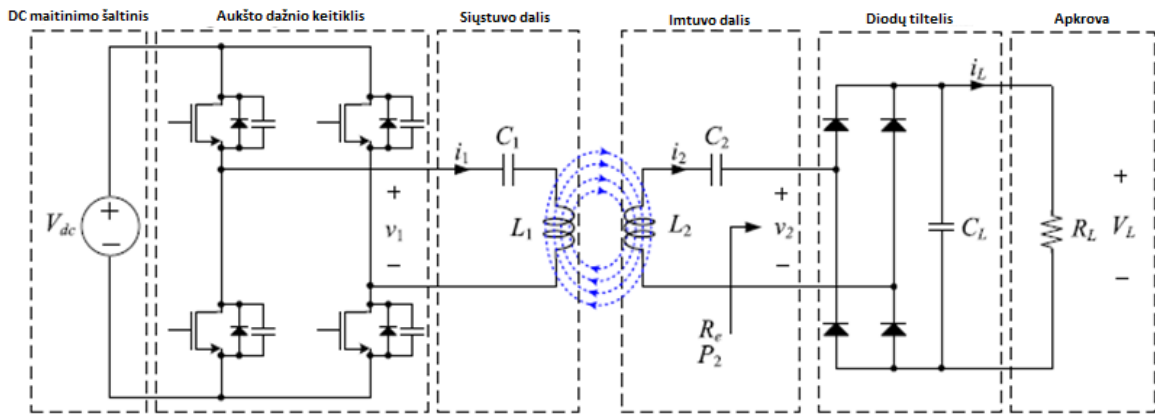 DC maitinimo šaltinis
Aukšto dažnio keitiklis
Siųstuvo dalis
Imtuvo dalis
Diodų tiltelis
Apkrova
V_dc
+
−
i_1
C_1
+
v_1
−
L_1
L_2
i_2
C_2
+
v_2
−
R_e
P_2
i_L
C_L
R_L
+
V_L
−